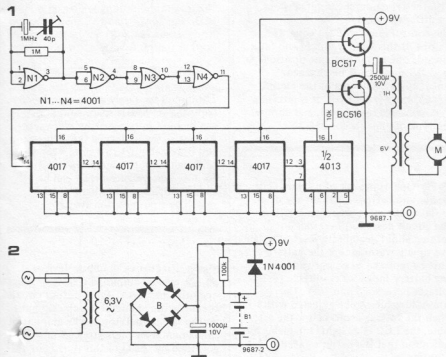 1
+ 9V
1MHz 40p
1M
1 2 N1 3
5 6 N2 4
8 9 N3 10
12 13 N4 11
N1...N4 = 4001
BC517
BC516
10k
2500µ
10V
1H
6V
M
16 16 16 16 16 1
14 4017 12 14 4017 12 14 4017 12 14 4017 12 3 1/2 4013
7
13 15 8 13 15 8 13 15 8 13 15 8 4 6 2 5
9687-1
0
2
+ 9V
6,3V
B
100k
1N4001
1000µ
10V
+
B1
−
9687-2
0